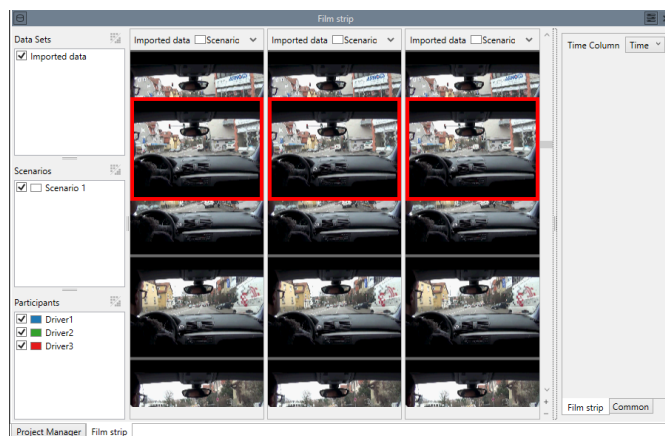 Film strip
Data Sets
Imported data
Scenarios
Scenario 1
Participants
Driver1
Driver2
Driver3
Imported data Scenaric
Imported data Scenaric
Imported data Scenaric
Time Column Time
Film strip Common
Project Manager Film strip